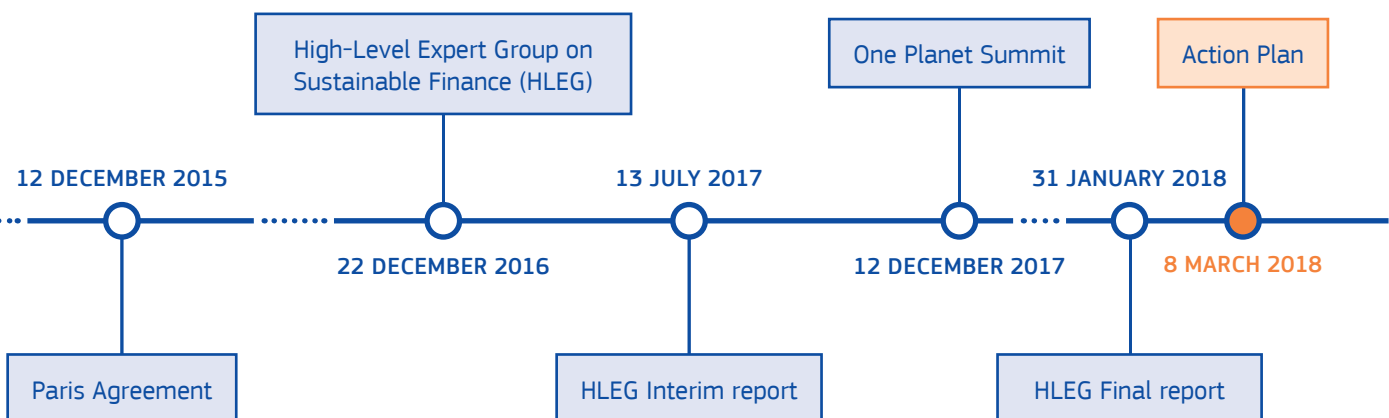 High-Level Expert Group on
Sustainable Finance (HLEG)
One Planet Summit
Action Plan
12 DECEMBER 2015
13 JULY 2017
31 JANUARY 2018
22 DECEMBER 2016
12 DECEMBER 2017
8 MARCH 2018
Paris Agreement
HLEG Interim report
HLEG Final report